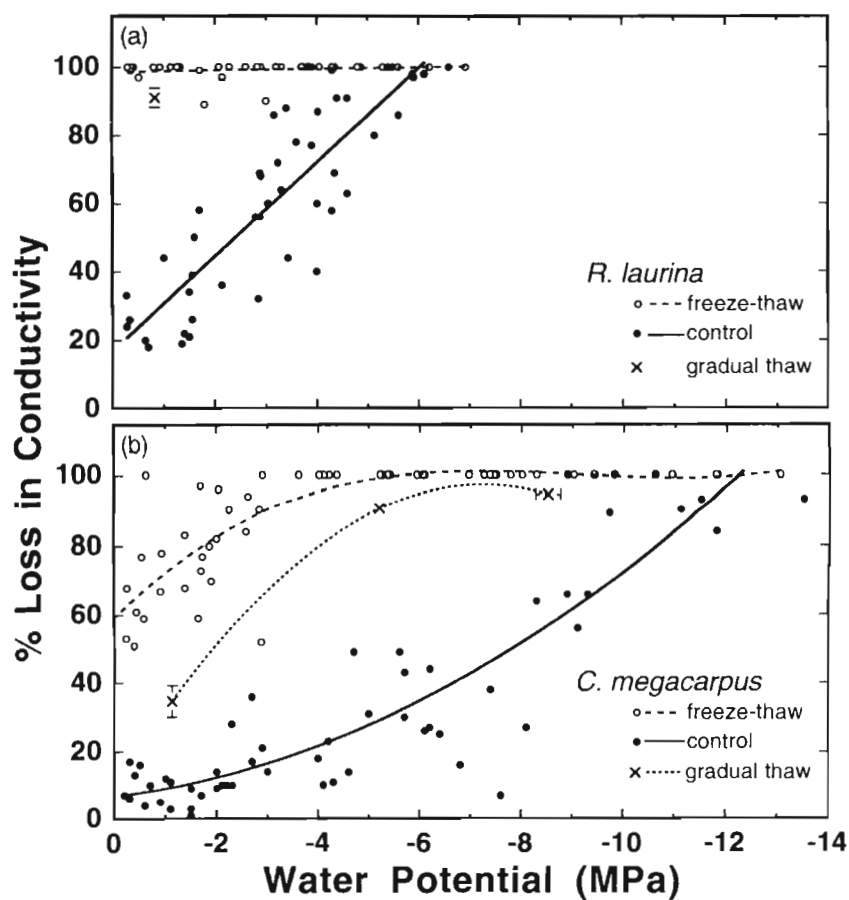 (a)
100
80
60
40
20
0
R. laurina
freeze-thaw
control
gradual thaw
% Loss in Conductivity
(b)
100
80
60
40
20
0
C. megacarpus
freeze-thaw
control
gradual thaw
0 -2 -4 -6 -8 -10 -12 -14
Water Potential (MPa)